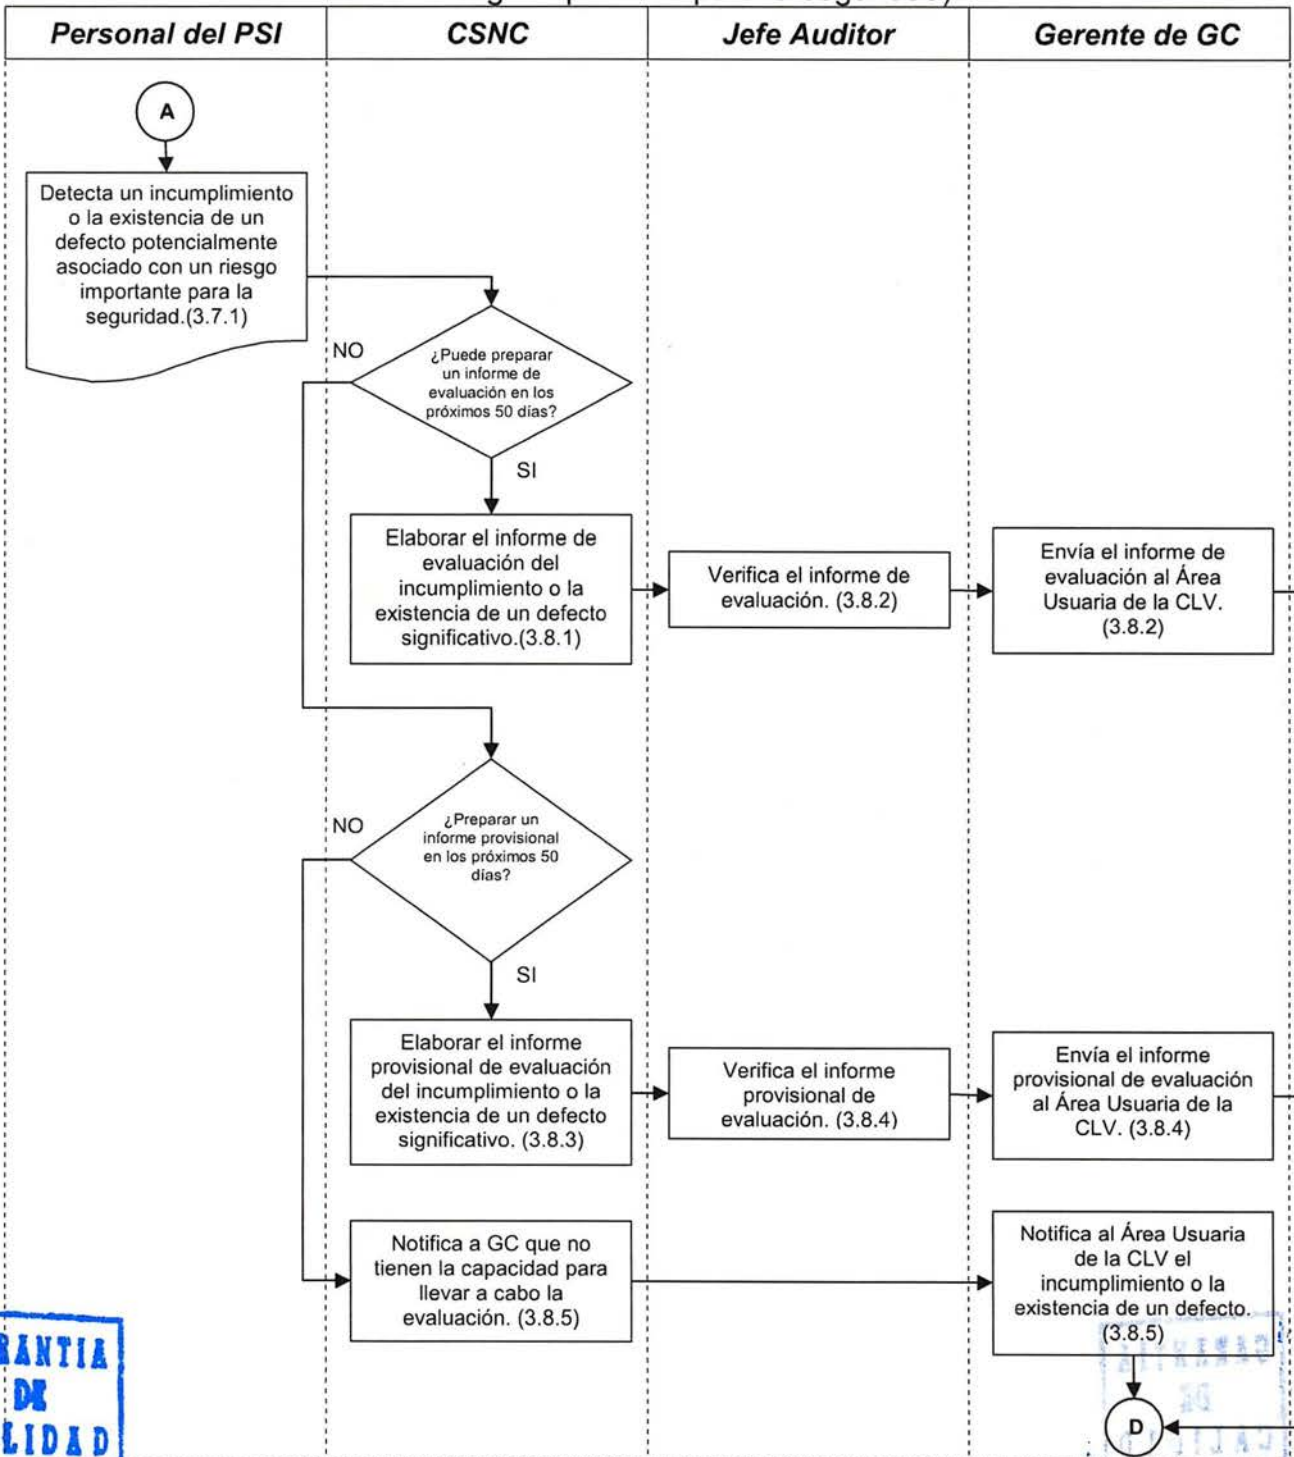 Personal del PSI
CSNC
Jefe Auditor
Gerente de GC
A
Detecta un incumplimiento
o la existencia de un
defecto potencialmente
asociado con un riesgo
importante para la
seguridad.(3.7.1)
NO
¿Puede preparar
un informe de
evaluación en los
próximos 50 días?
SI
Elaborar el informe de
evaluación del
incumplimiento o la
existencia de un defecto
significativo.(3.8.1)
Verifica el informe de
evaluación. (3.8.2)
Envía el informe de
evaluación al Área
Usuaria de la CLV.
(3.8.2)
NO
¿Preparar un
informe provisional
en los próximos 50
días?
SI
Elaborar el informe
provisional de evaluación
del incumplimiento o la
existencia de un defecto
significativo. (3.8.3)
Verifica el informe
provisional de
evaluación. (3.8.4)
Envía el informe
provisional de evaluación
al Área Usuaria de la
CLV. (3.8.4)
Notifica a GC que no
tienen la capacidad para
llevar a cabo la
evaluación. (3.8.5)
Notifica al Área Usuaria
de la CLV el
incumplimiento o la
existencia de un defecto.
(3.8.5)
D
RANTIA
DE
LIDAD